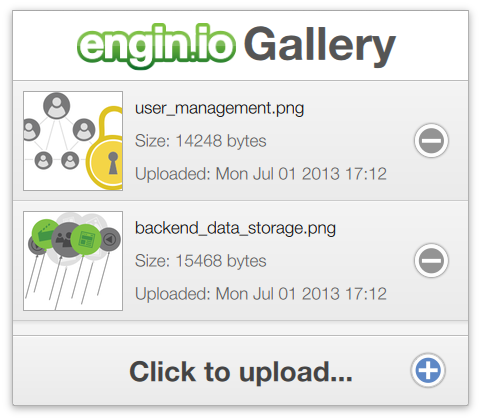 engin.io Gallery
user_management.png
Size: 14248 bytes
Uploaded: Mon Jul 01 2013 17:12
backend_data_storage.png
Size: 15468 bytes
Uploaded: Mon Jul 01 2013 17:12
Click to upload...